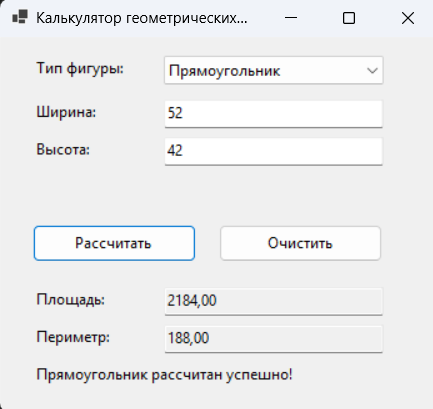 Калькулятор геометрических...
Тип фигуры: Прямоугольник
Ширина: 52
Высота: 42
Рассчитать Очистить
Площадь: 2184,00
Периметр: 188,00
Прямоугольник рассчитан успешно!